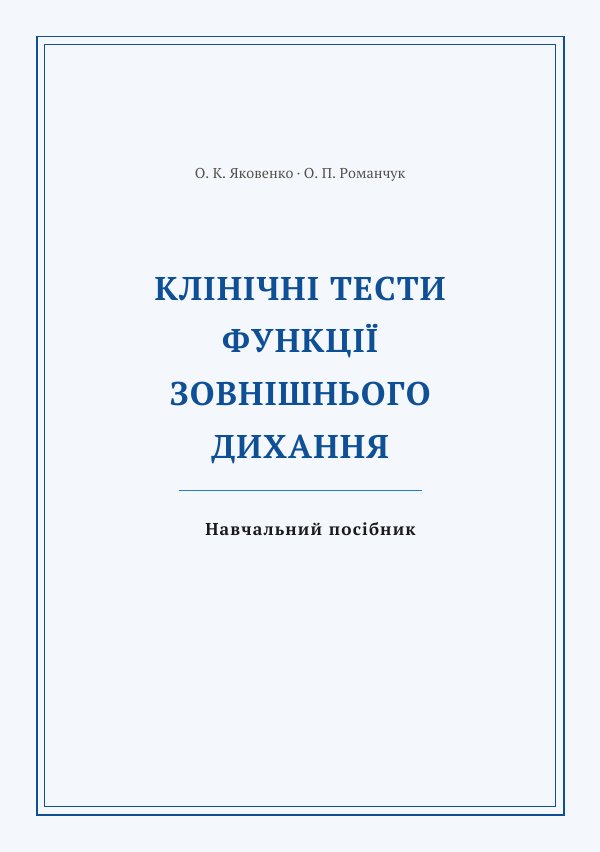 О. К. Яковенко · О. П. Романчук
КЛІНІЧНІ ТЕСТИ
ФУНКЦІЇ
ЗОВНІШНЬОГО
ДИХАННЯ
Навчальний посібник